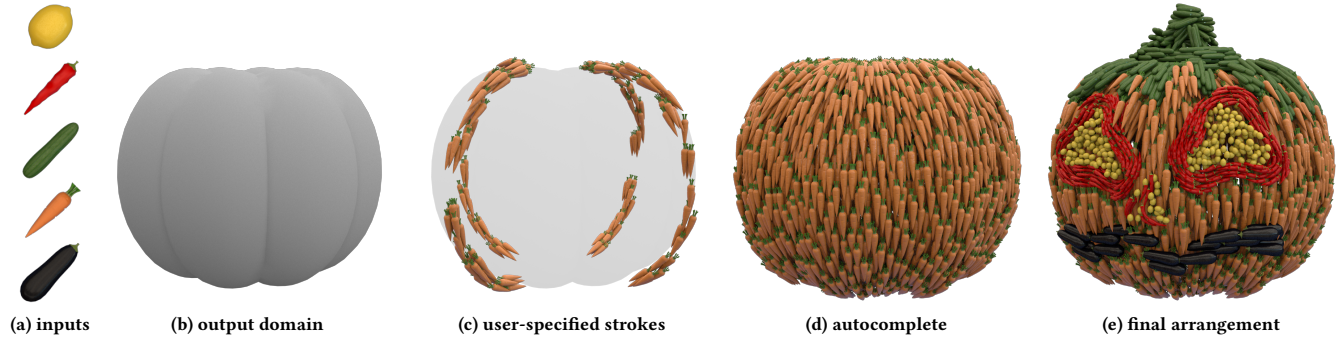 (a) inputs
(b) output domain
(c) user-specified strokes
(d) autocomplete
(e) final arrangement